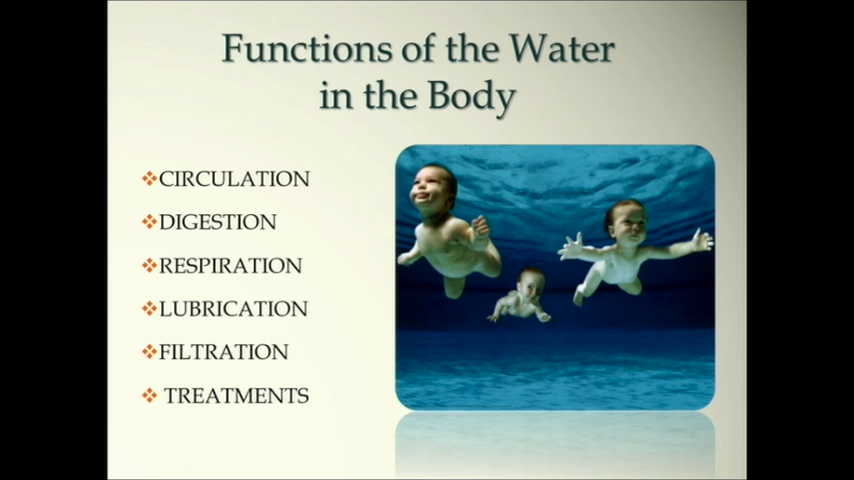 Functions of the Water
in the Body
CIRCULATION
DIGESTION
RESPIRATION
LUBRICATION
FILTRATION
TREATMENTS